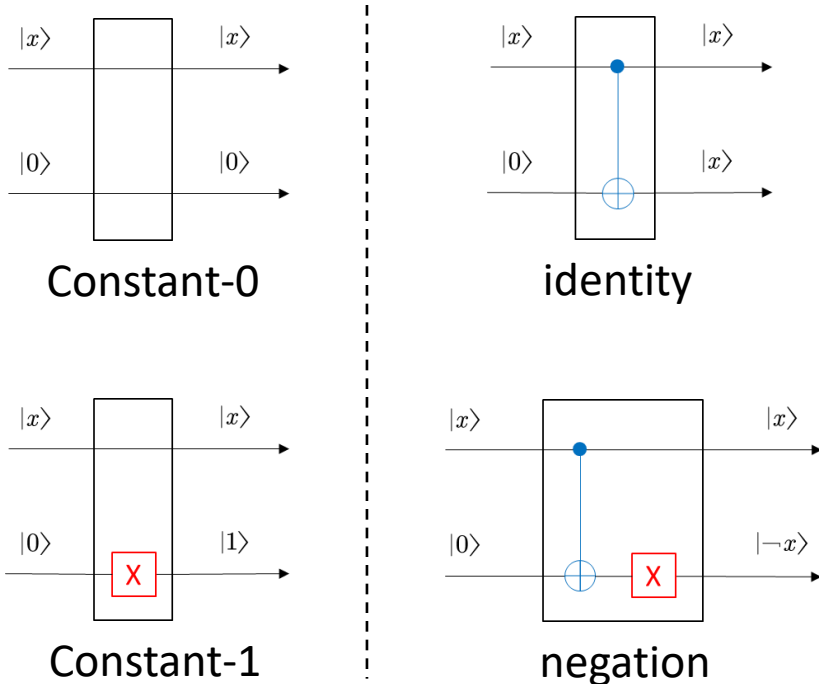 |x⟩ |x⟩
|0⟩ |0⟩
Constant-0
|x⟩ |x⟩
|0⟩ |x⟩
identity
|x⟩ |x⟩
|0⟩ X |1⟩
Constant-1
|x⟩ |x⟩
|0⟩ X |¬x⟩
negation